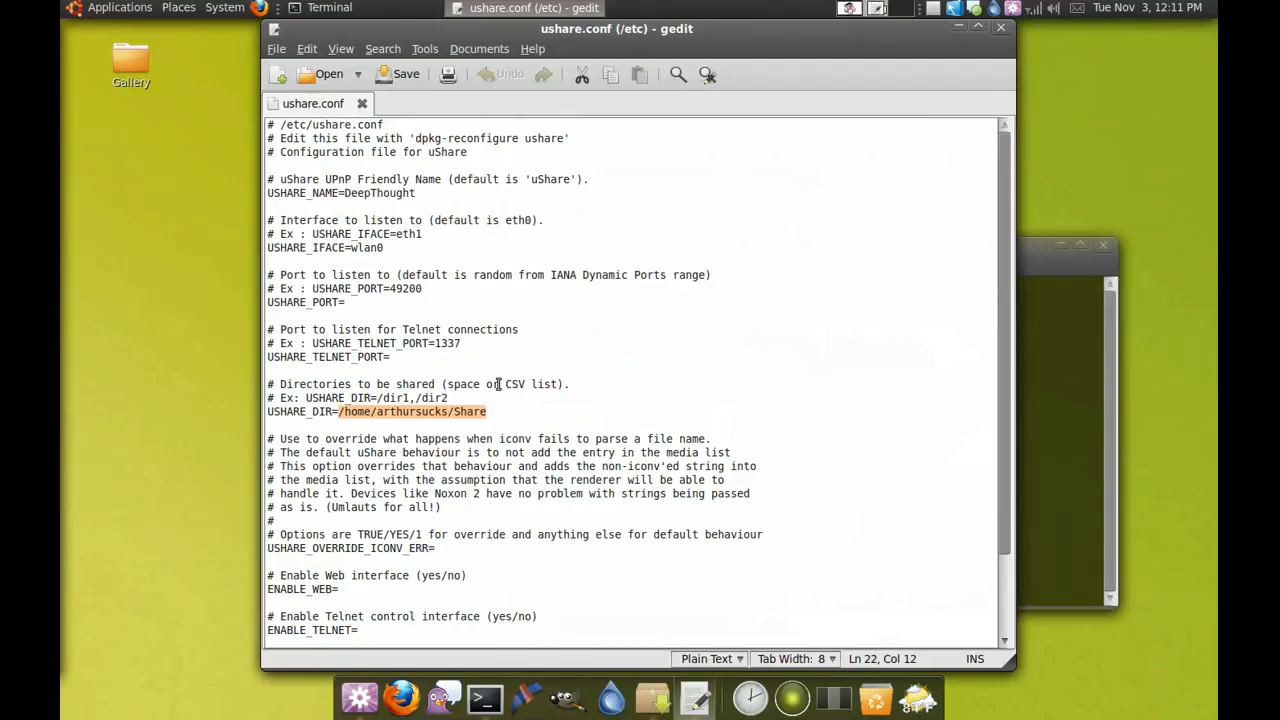 Applications Places System Terminal ushare.conf (/etc) - gedit Tue Nov 3, 12:11 PM
Gallery
ushare.conf (/etc) - gedit
File Edit View Search Tools Documents Help
Open Save Undo
ushare.conf
# /etc/ushare.conf
# Edit this file with 'dpkg-reconfigure ushare'
# Configuration file for uShare
# uShare UPnP Friendly Name (default is 'uShare').
USHARE_NAME=DeepThought
# Interface to listen to (default is eth0).
# Ex : USHARE_IFACE=eth1
USHARE_IFACE=wlan0
# Port to listen to (default is random from IANA Dynamic Ports range)
# Ex : USHARE_PORT=49200
USHARE_PORT=
# Port to listen for Telnet connections
# Ex : USHARE_TELNET_PORT=1337
USHARE_TELNET_PORT=
# Directories to be shared (space or CSV list).
# Ex: USHARE_DIR=/dir1,/dir2
USHARE_DIR=/home/arthursucks/Share
# Use to override what happens when iconv fails to parse a file name.
# The default uShare behaviour is to not add the entry in the media list
# This option overrides that behaviour and adds the non-iconv'ed string into
# the media list, with the assumption that the renderer will be able to
# handle it. Devices like Noxon 2 have no problem with strings being passed
# as is. (Umlauts for all!)
#
# Options are TRUE/YES/1 for override and anything else for default behaviour
USHARE_OVERRIDE_ICONV_ERR=
# Enable Web interface (yes/no)
ENABLE_WEB=
# Enable Telnet control interface (yes/no)
ENABLE_TELNET=
Plain Text Tab Width: 8 Ln 22, Col 12 INS
84°F